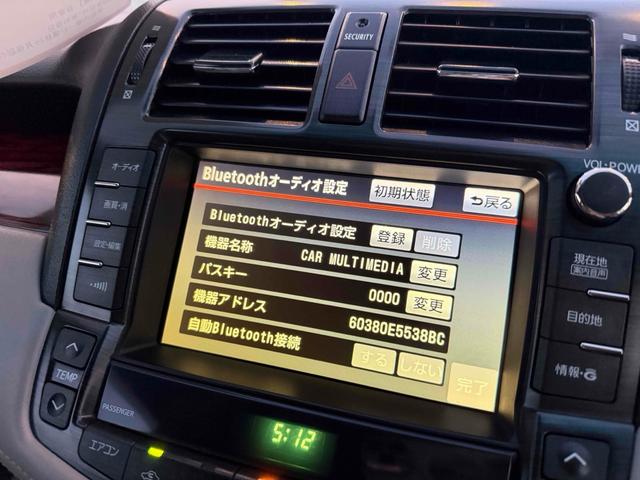 SECURITY
VOL・POWER
オーディオ
画質・消
設定・編集
TEMP
PASSENGER
エアコン
Bluetoothオーディオ設定 初期状態 戻る
Bluetoothオーディオ設定 登録 削除
機器名称 CAR MULTIMEDIA 変更
パスキー 0000 変更
機器アドレス 60380E5538BC
自動Bluetooth接続 する しない
完了
5:12
現在地
案内音声
目的地
情報・G